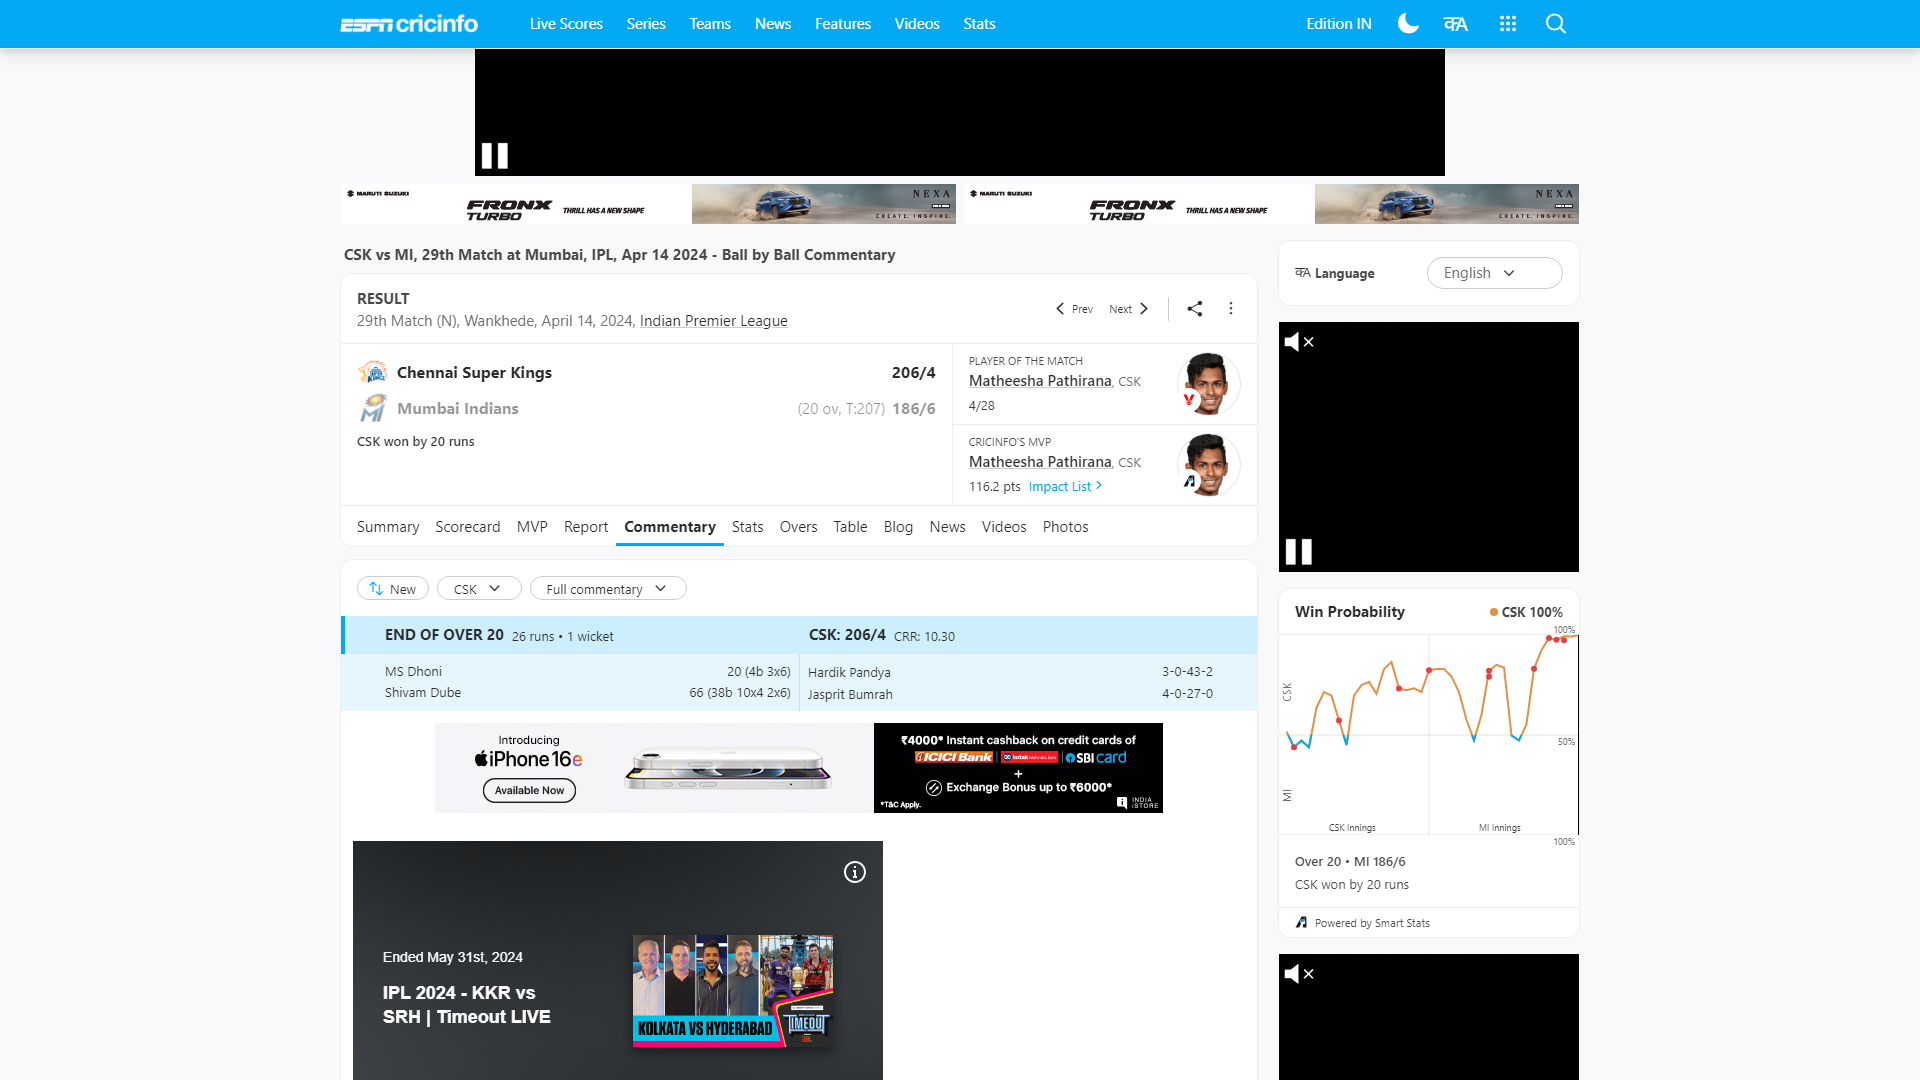 ESPN cricinfo
Live Scores Series Teams News Features Videos Stats
Edition IN
MARUTI SUZUKI FRONX TURBO THRILL HAS A NEW SHAPE NEXA CREATE. INSPIRE.
MARUTI SUZUKI FRONX TURBO THRILL HAS A NEW SHAPE NEXA CREATE. INSPIRE.
CSK vs MI, 29th Match at Mumbai, IPL, Apr 14 2024 - Ball by Ball Commentary
Language English
RESULT
29th Match (N), Wankhede, April 14, 2024, Indian Premier League
Prev Next
Chennai Super Kings 206/4
Mumbai Indians (20 ov, T:207) 186/6
CSK won by 20 runs
PLAYER OF THE MATCH
Matheesha Pathirana, CSK
4/28
CRICINFO'S MVP
Matheesha Pathirana, CSK
116.2 pts Impact List
Summary Scorecard MVP Report Commentary Stats Overs Table Blog News Videos Photos
New CSK Full commentary
END OF OVER 20 26 runs • 1 wicket CSK: 206/4 CRR: 10.30
MS Dhoni 20 (4b 3x6) Hardik Pandya 3-0-43-2
Shivam Dube 66 (38b 10x4 2x6) Jasprit Bumrah 4-0-27-0
Introducing
iPhone 16e
Available Now
₹4000* Instant cashback on credit cards of
ICICI Bank kotak SBI card
+
Exchange Bonus up to ₹6000*
*T&C Apply.
INDIA iSTORE
Ended May 31st, 2024
IPL 2024 - KKR vs
SRH | Timeout LIVE
KOLKATA VS HYDERABAD
TIMEOUT
Win Probability CSK 100%
100%
CSK
50%
MI
CSK Innings MI Innings
100%
Over 20 • MI 186/6
CSK won by 20 runs
Powered by Smart Stats